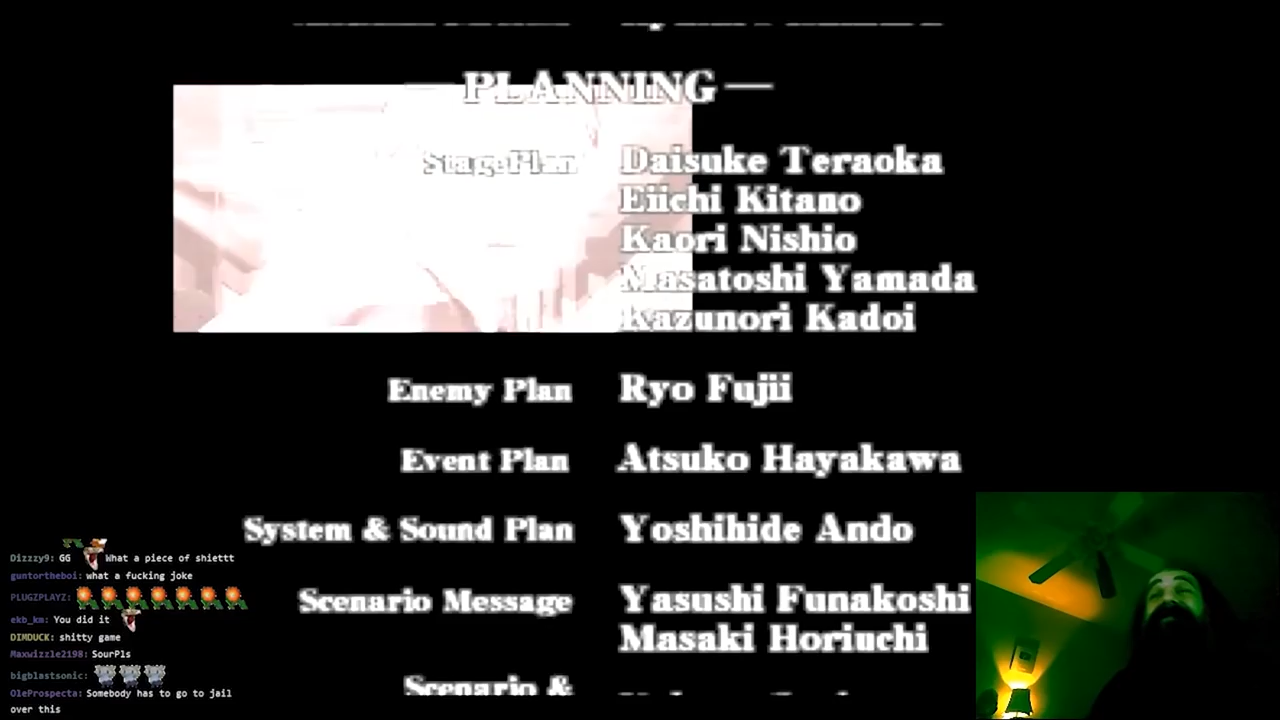 — PLANNING —
Stage Plan Daisuke Teraoka
Eiichi Kitano
Kaori Nishio
Masatoshi Yamada
Kazunori Kadoi
Enemy Plan Ryo Fujii
Event Plan Atsuko Hayakawa
System & Sound Plan Yoshihide Ando
Scenario Message Yasushi Funakoshi
Masaki Horiuchi
Scenario &
Dizzzy9: GG What a piece of shiettt
guntortheboi: what a fucking joke
PLUGZPLAYZ:
ekb_km: You did it
DIMDUCK: shitty game
Maxwizzle2198: SourPls
bigblastsonic:
OleProspecta: Somebody has to go to jail
over this